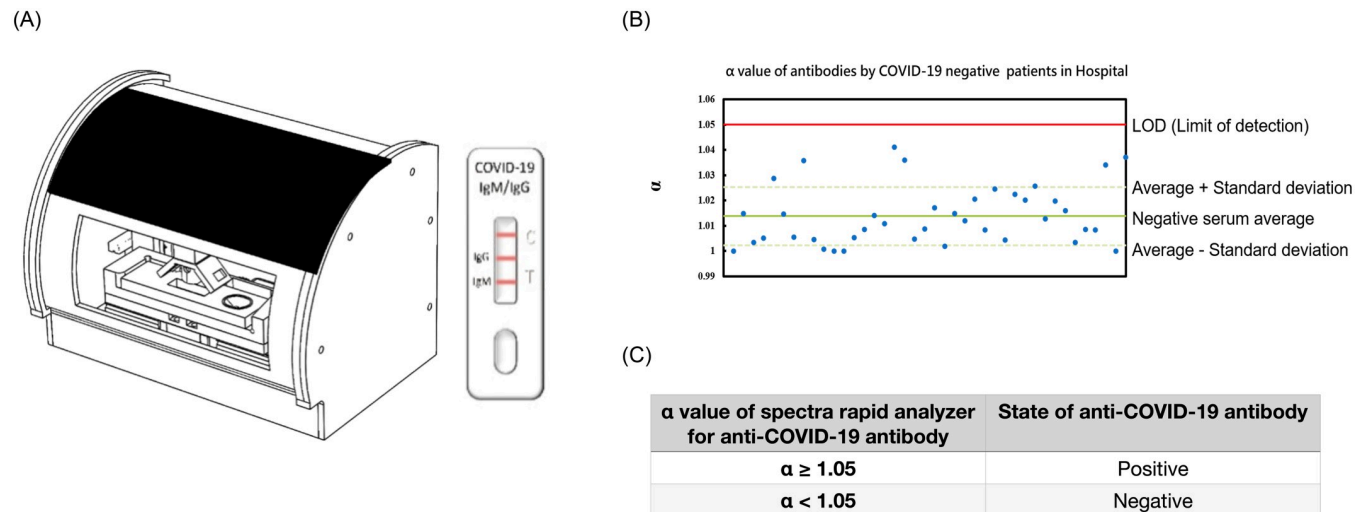 (A)
COVID-19
IgM/IgG
C
IgG
IgM
T
(B)
α value of antibodies by COVID-19 negative patients in Hospital
1.06
1.05
1.04
1.03
1.02
1.01
1
0.99
α
LOD (Limit of detection)
Average + Standard deviation
Negative serum average
Average - Standard deviation
(C)
α value of spectra rapid analyzer
for anti-COVID-19 antibody
State of anti-COVID-19 antibody
α ≥ 1.05
Positive
α < 1.05
Negative